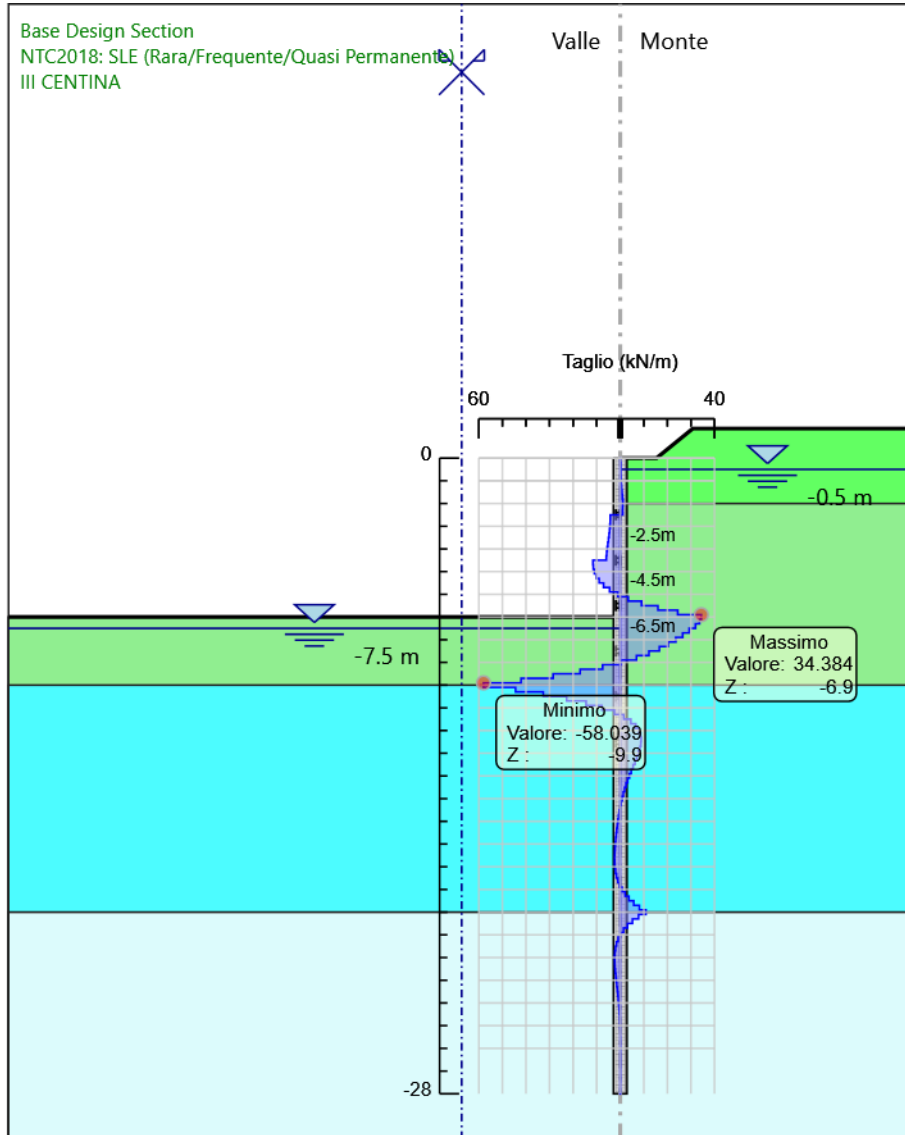 Base Design Section
NTC2018: SLE (Rara/Frequente/Quasi Permanente)
III CENTINA
Valle
Monte
Taglio (kN/m)
60
40
0
-0.5 m
-2.5m
-4.5m
-6.5m
-7.5 m
Massimo
Valore: 34.384
Z : -6.9
Minimo
Valore: -58.039
Z : -9.9
-28